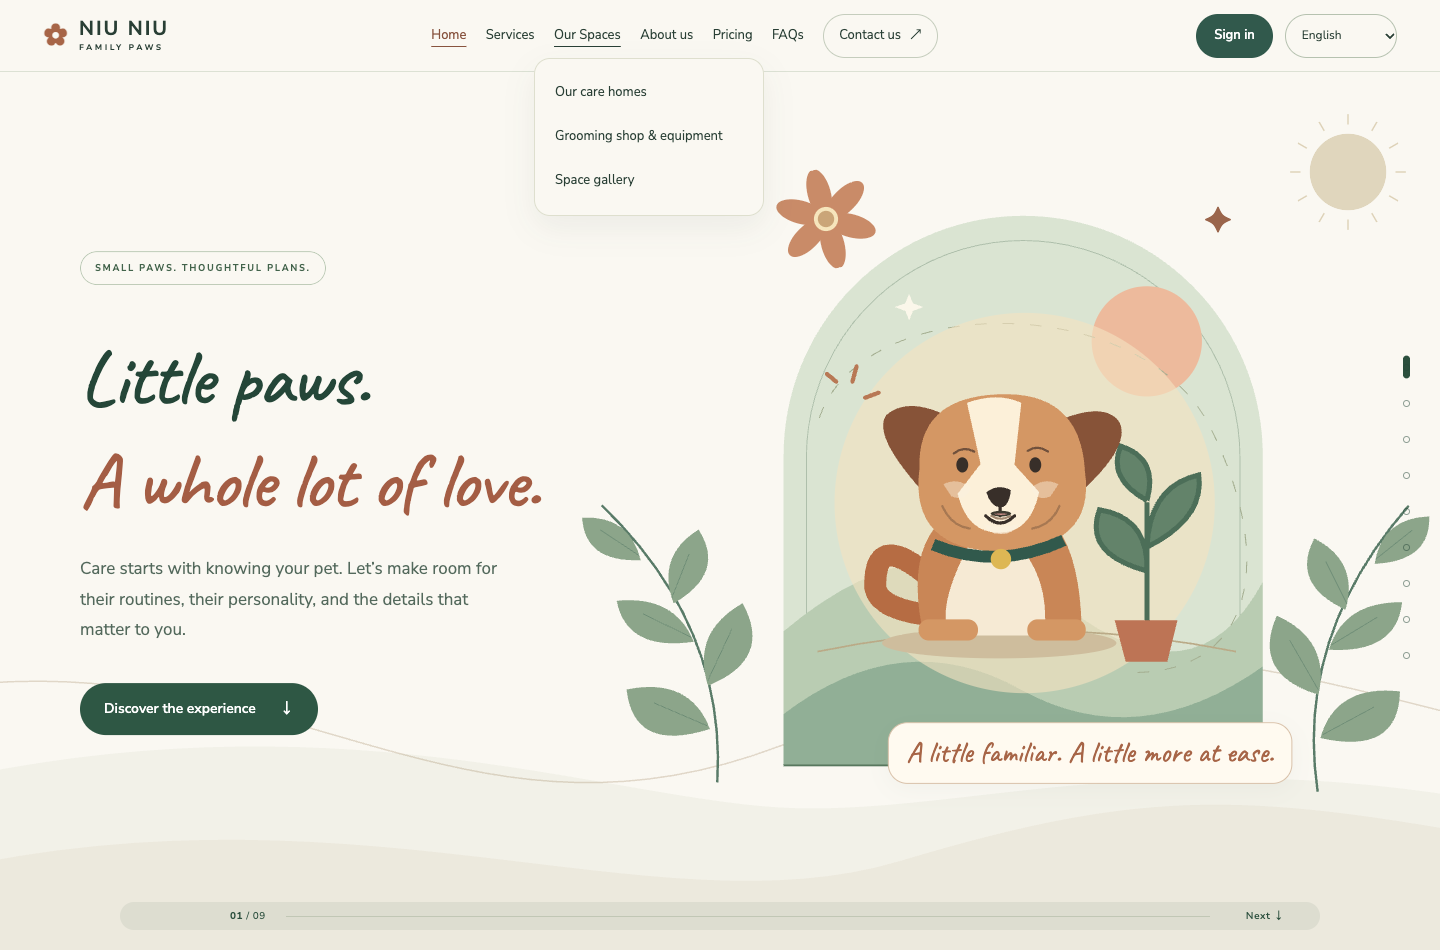 NIU NIU
FAMILY PAWS
Home
Services
Our Spaces
About us
Pricing
FAQs
Contact us ↗
Sign in
English
Our care homes
Grooming shop & equipment
Space gallery
SMALL PAWS. THOUGHTFUL PLANS.
Little paws.
A whole lot of love.
Care starts with knowing your pet. Let’s make room for
their routines, their personality, and the details that
matter to you.
Discover the experience ↓
A little familiar. A little more at ease.
01 / 09
Next ↓